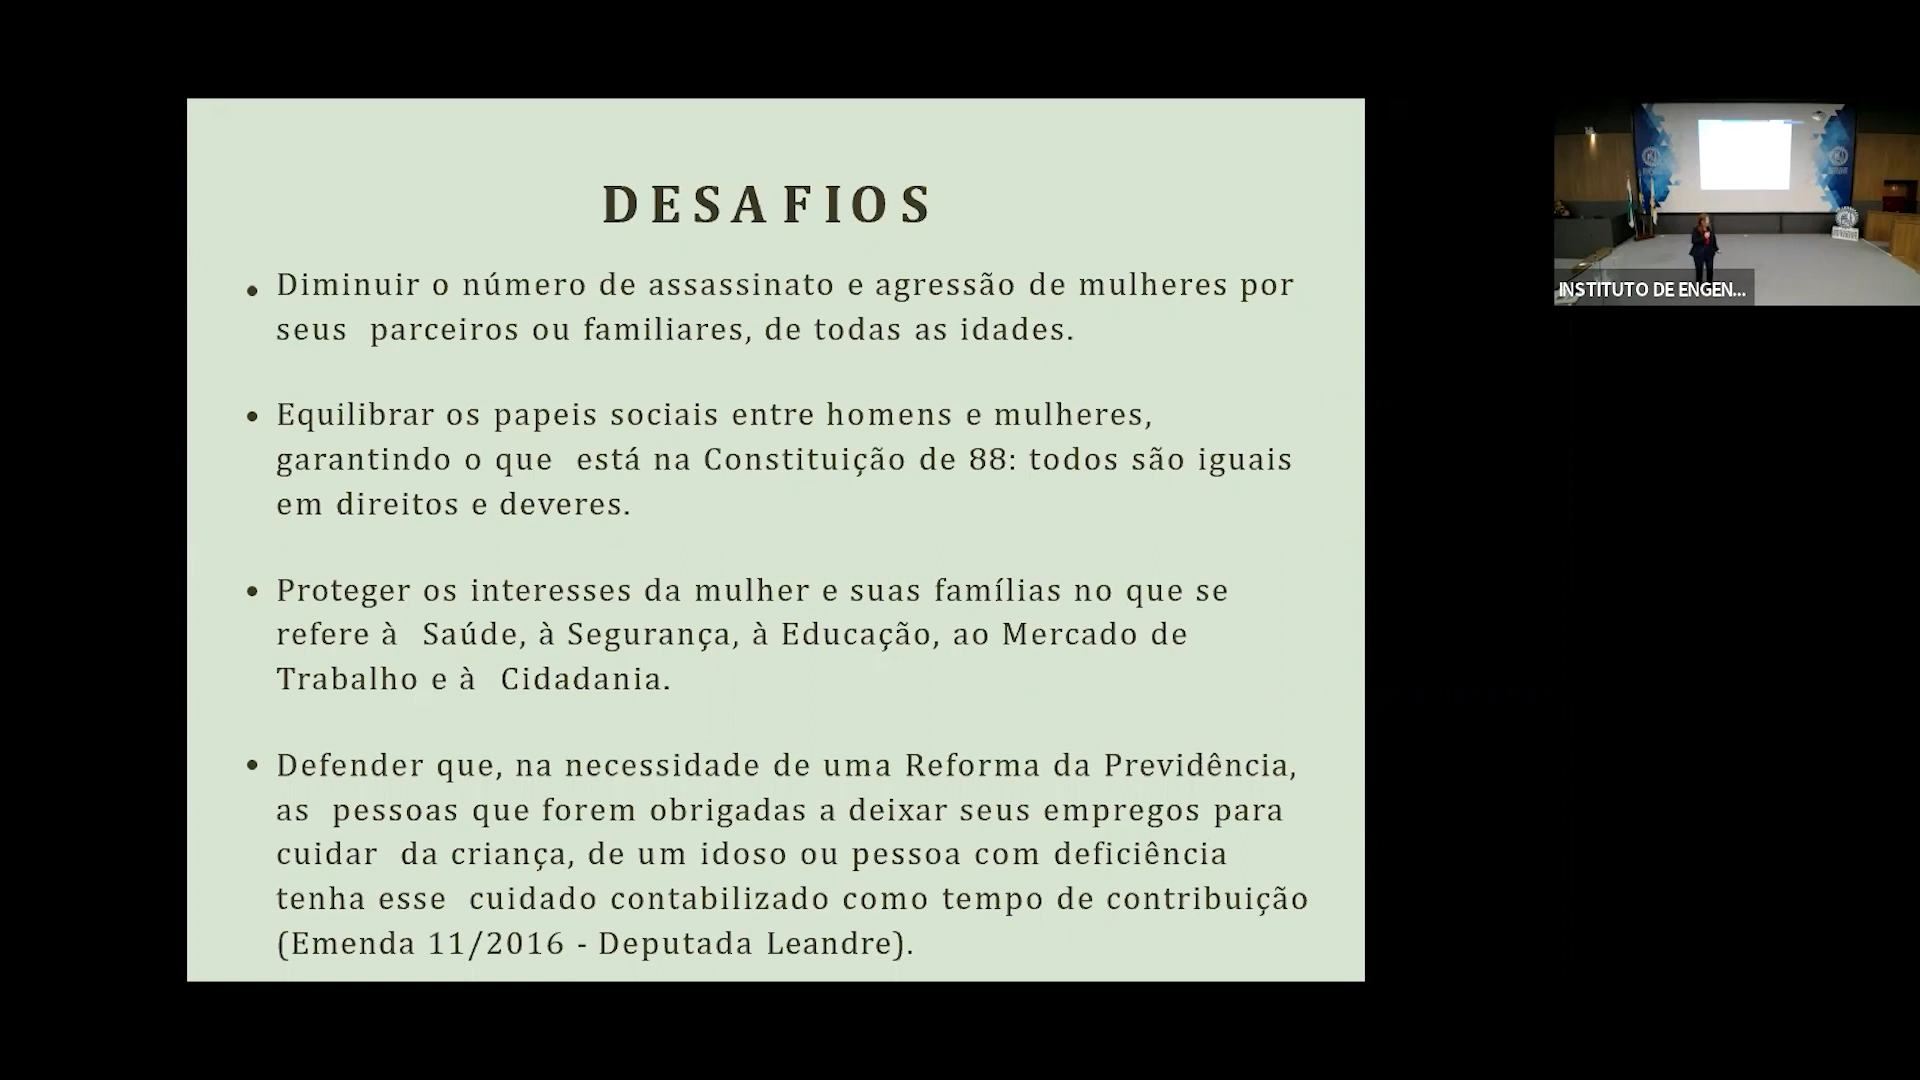 DESAFIOS
• Diminuir o número de assassinato e agressão de mulheres por
seus parceiros ou familiares, de todas as idades.
• Equilibrar os papeis sociais entre homens e mulheres,
garantindo o que está na Constituição de 88: todos são iguais
em direitos e deveres.
• Proteger os interesses da mulher e suas famílias no que se
refere à Saúde, à Segurança, à Educação, ao Mercado de
Trabalho e à Cidadania.
• Defender que, na necessidade de uma Reforma da Previdência,
as pessoas que forem obrigadas a deixar seus empregos para
cuidar da criança, de um idoso ou pessoa com deficiência
tenha esse cuidado contabilizado como tempo de contribuição
(Emenda 11/2016 - Deputada Leandre).
INSTITUTO DE ENGEN...